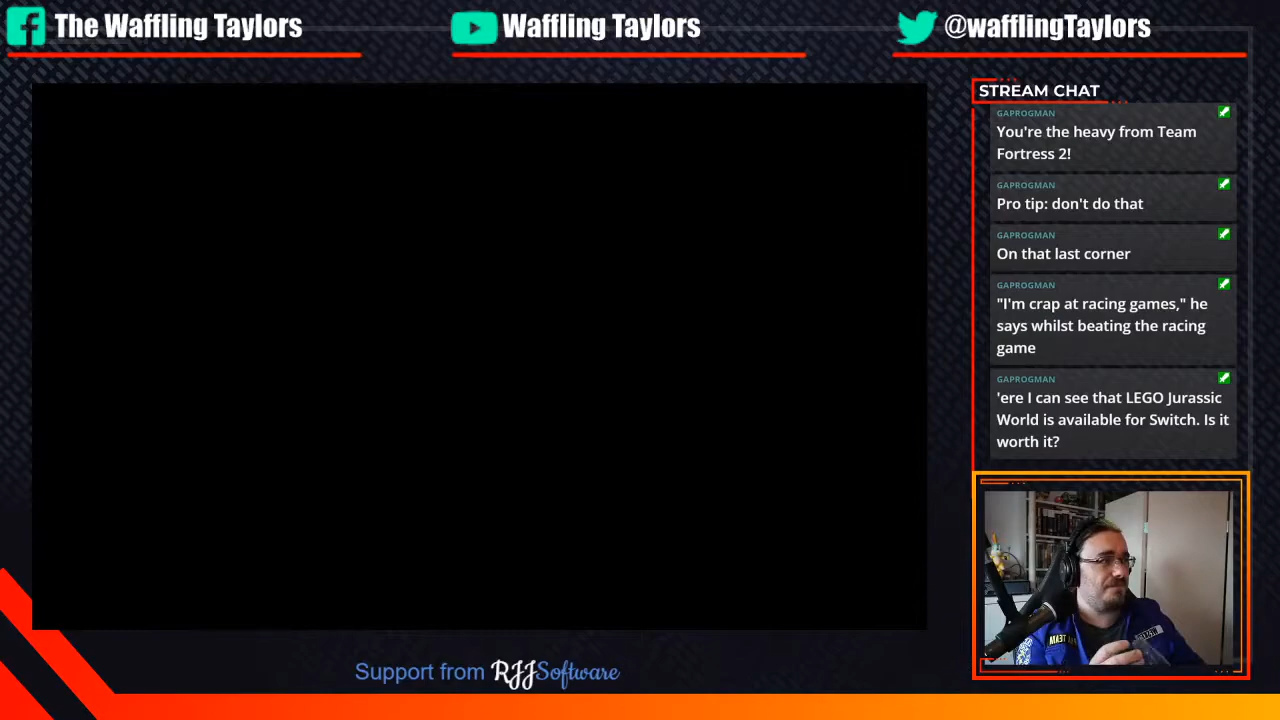 The Waffling Taylors
Waffling Taylors
@wafflingTaylors
STREAM CHAT
GAPROGMAN
You're the heavy from Team
Fortress 2!
GAPROGMAN
Pro tip: don't do that
GAPROGMAN
On that last corner
GAPROGMAN
"I'm crap at racing games," he
says whilst beating the racing
game
GAPROGMAN
'ere I can see that LEGO Jurassic
World is available for Switch. Is it
worth it?
TEAM
Support from RJJSoftware